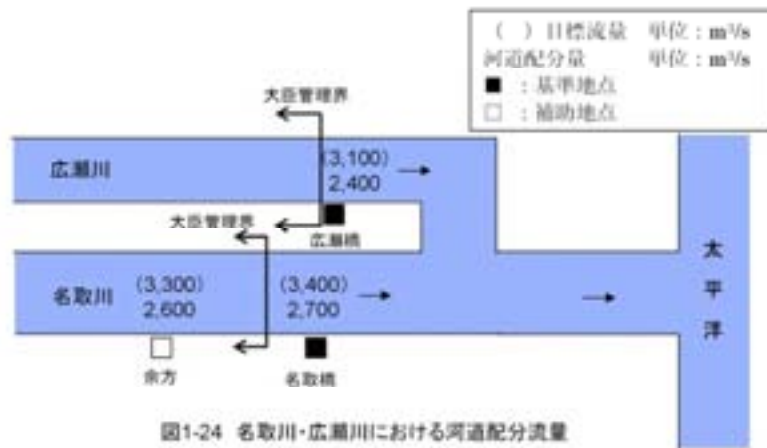 ( )目標流量 単位:m³/s
河道配分量 単位:m³/s
■ :基準地点
□ :補助地点
大臣管理界
広瀬川
(3,100)
2,400
広瀬橋
大臣管理界
名取川
(3,300)
2,600
(3,400)
2,700
余方
名取橋
太平洋
図1-24 名取川・広瀬川における河道配分流量